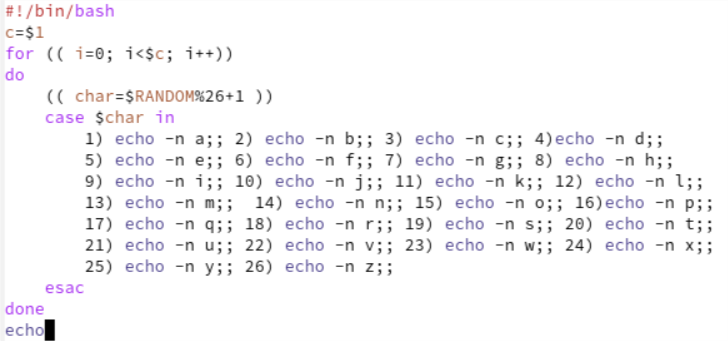 #!/bin/bash
c=$1
for (( i=0; i<$c; i++))
do
    (( char=$RANDOM%26+1 ))
    case $char in
        1) echo -n a;; 2) echo -n b;; 3) echo -n c;; 4)echo -n d;;
        5) echo -n e;; 6) echo -n f;; 7) echo -n g;; 8) echo -n h;;
        9) echo -n i;; 10) echo -n j;; 11) echo -n k;; 12) echo -n l;;
        13) echo -n m;;  14) echo -n n;; 15) echo -n o;; 16)echo -n p;;
        17) echo -n q;; 18) echo -n r;; 19) echo -n s;; 20) echo -n t;;
        21) echo -n u;; 22) echo -n v;; 23) echo -n w;; 24) echo -n x;;
        25) echo -n y;; 26) echo -n z;;
    esac
done
echo